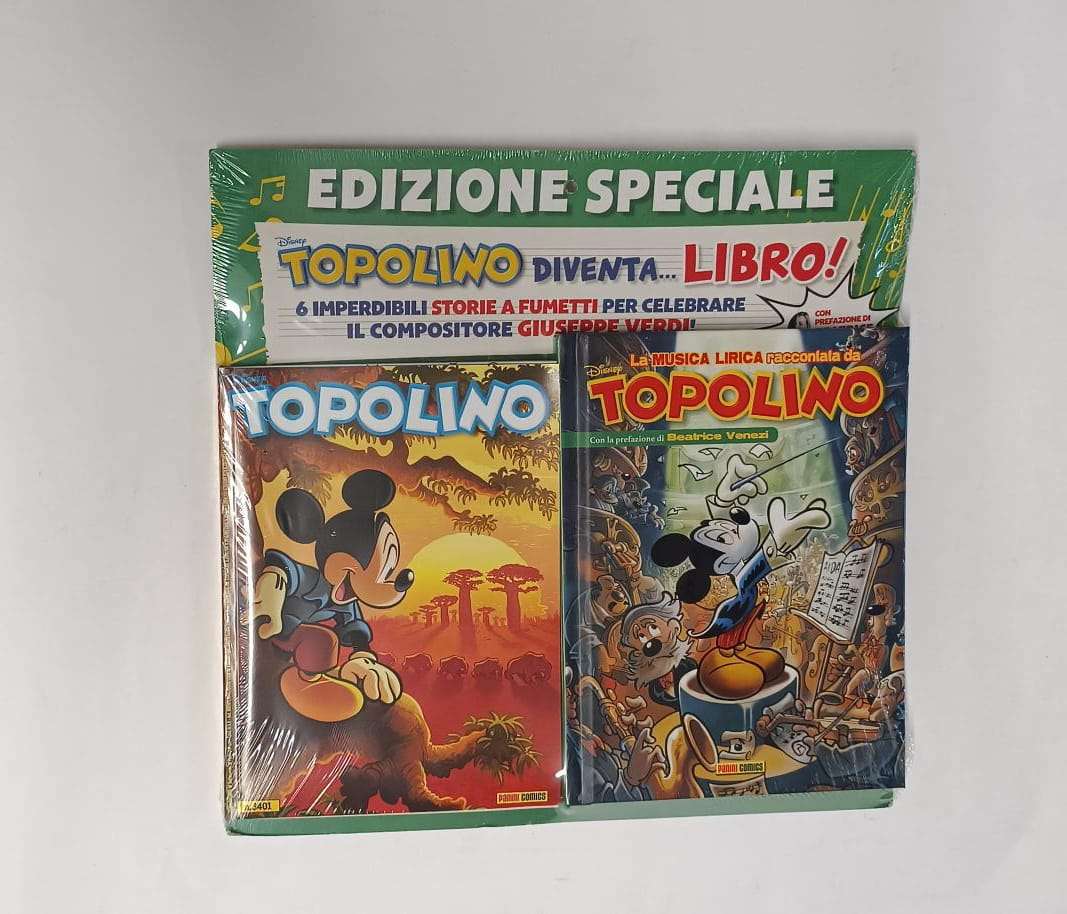 EDIZIONE SPECIALE
Disney
TOPOLINO DIVENTA... LIBRO!
6 IMPERDIBILI STORIE A FUMETTI PER CELEBRARE
IL COMPOSITORE GIUSEPPE VERDI!
CON
PREFAZIONE DI
TOPOLINO
3401
PANINI COMICS
La MUSICA LIRICA raccontata da
Disney
TOPOLINO
Con la prefazione di Beatrice Venezi
AIDA
PANINI COMICS